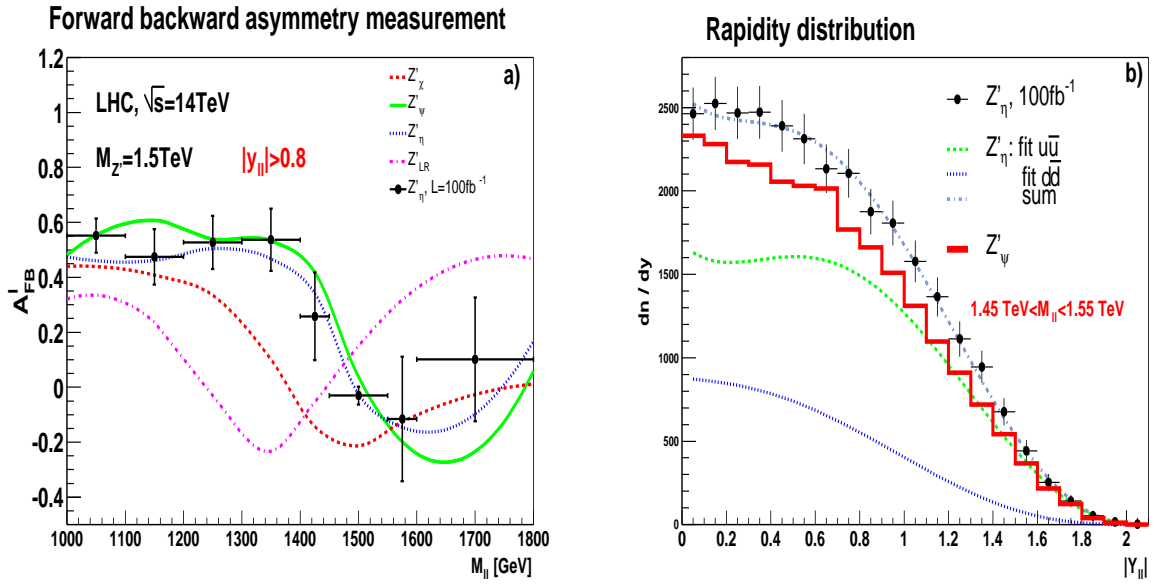 Forward backward asymmetry measurement
a)
LHC, √s=14TeV
M_Z'=1.5TeV |y_ll|>0.8
Z'_χ
Z'_ψ
Z'_η
Z'_LR
Z'_η, L=100fb⁻¹
A^l_FB
1.2
1
0.8
0.6
0.4
0.2
0
-0.2
-0.4
1000 1100 1200 1300 1400 1500 1600 1700 1800
M_ll [GeV]
Rapidity distribution
b)
Z'_η, 100fb⁻¹
Z'_η: fit uū
fit dd̄
sum
Z'_ψ
1.45 TeV<M_ll<1.55 TeV
dn / dy
2500
2000
1500
1000
500
0
0 0.2 0.4 0.6 0.8 1 1.2 1.4 1.6 1.8 2
|Y_ll|